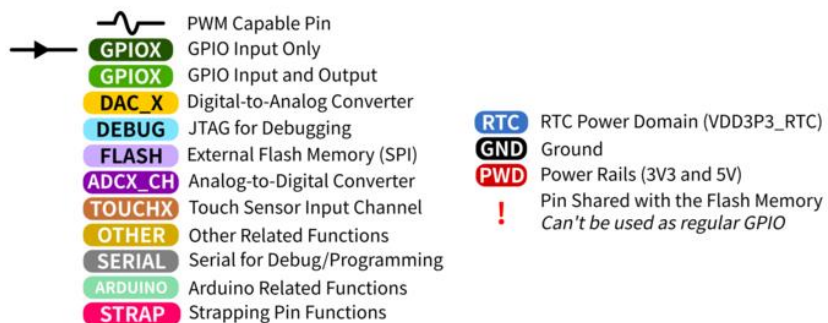 PWM Capable Pin
GPIOX GPIO Input Only
GPIOX GPIO Input and Output
DAC_X Digital-to-Analog Converter
DEBUG JTAG for Debugging
FLASH External Flash Memory (SPI)
ADCX_CH Analog-to-Digital Converter
TOUCHX Touch Sensor Input Channel
OTHER Other Related Functions
SERIAL Serial for Debug/Programming
ARDUINO Arduino Related Functions
STRAP Strapping Pin Functions
RTC RTC Power Domain (VDD3P3_RTC)
GND Ground
PWD Power Rails (3V3 and 5V)
! Pin Shared with the Flash Memory
Can't be used as regular GPIO